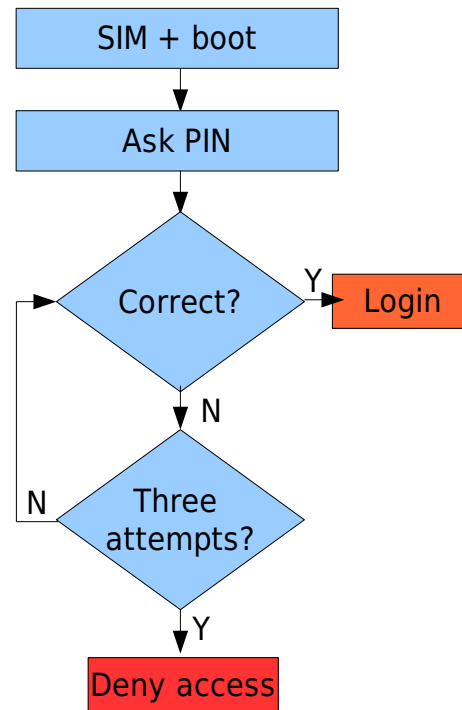 SIM + boot
Ask PIN
Correct?
Y
Login
N
Three
attempts?
N
Y
Deny access